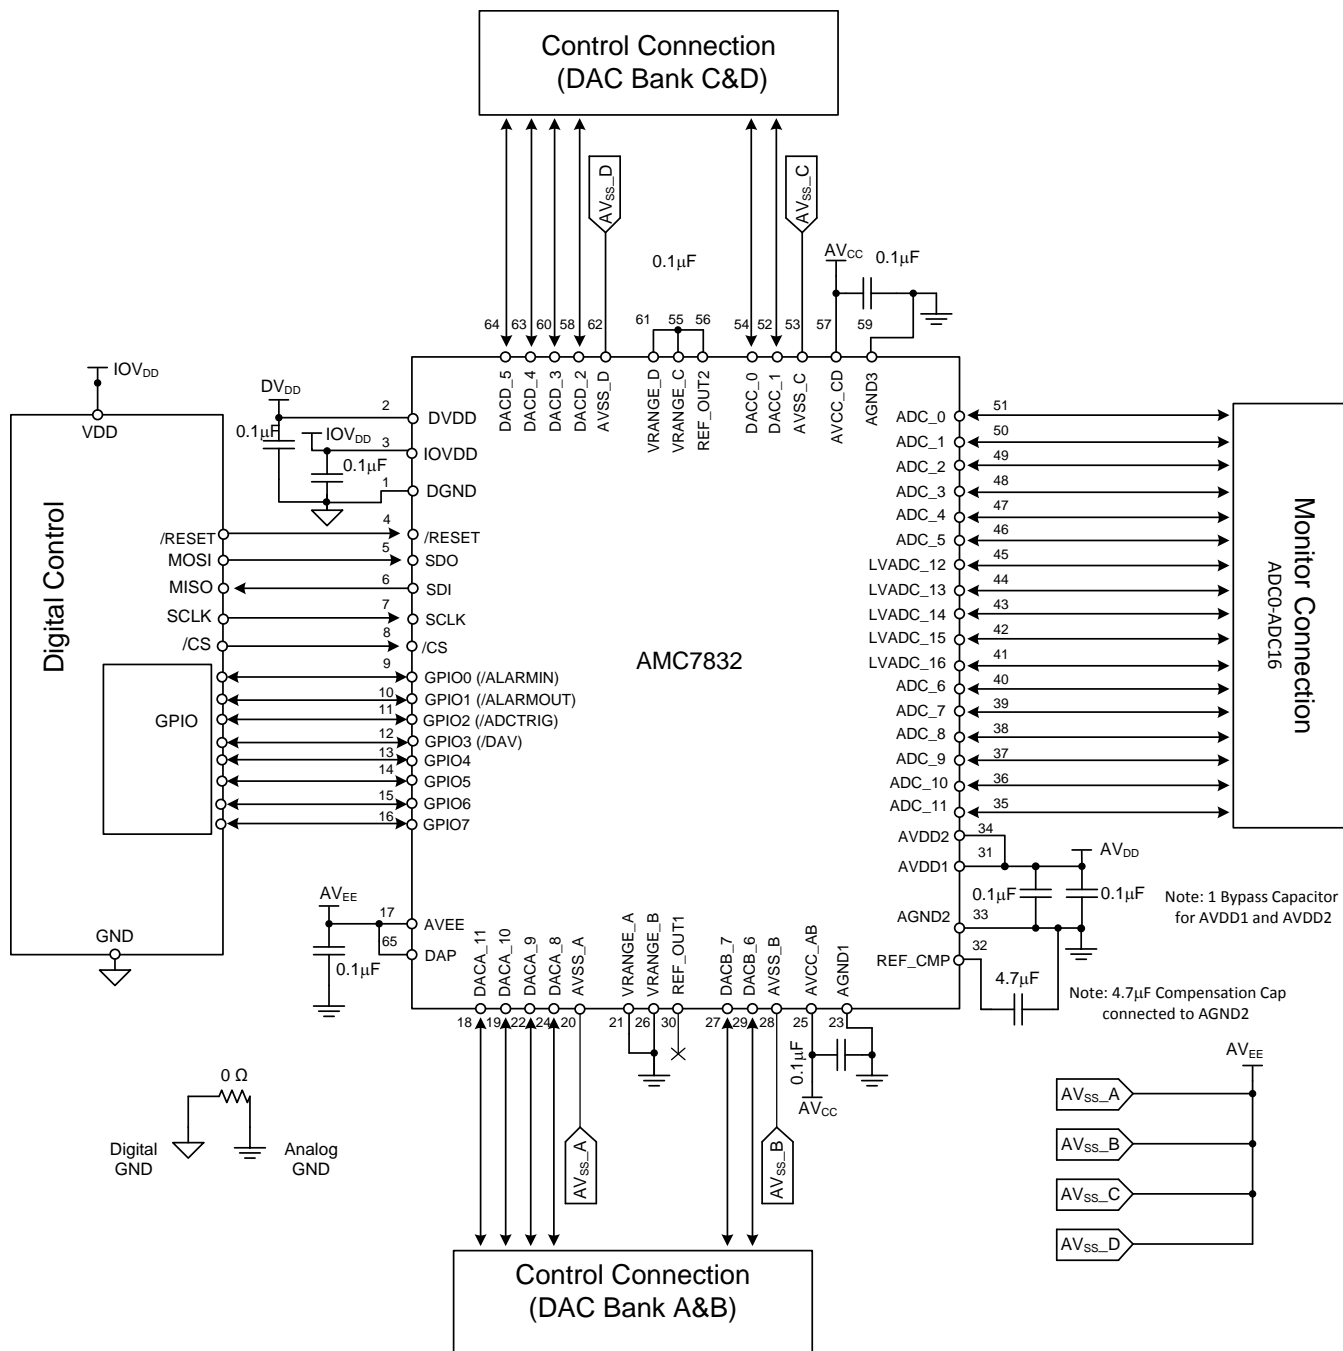 Control Connection
(DAC Bank C&D)
AVSS_D
AVSS_C
0.1µF
AVCC
0.1µF
64
63
60
58
62
61
55
56
54
52
53
57
59
DACD_5
DACD_4
DACD_3
DACD_2
AVSS_D
VRANGE_D
VRANGE_C
REF_OUT2
DACC_0
DACC_1
AVSS_C
AVCC_CD
AGND3
IOVDD
VDD
Digital Control
/RESET
MOSI
MISO
SCLK
/CS
GPIO
GND
DVDD
0.1µF
IOVDD
0.1µF
2
3
1
4
5
6
7
8
9
10
11
12
13
14
15
16
DVDD
IOVDD
DGND
/RESET
SDO
SDI
SCLK
/CS
GPIO0 (/ALARMIN)
GPIO1 (/ALARMOUT)
GPIO2 (/ADCTRIG)
GPIO3 (/DAV)
GPIO4
GPIO5
GPIO6
GPIO7
AVEE
17
65
0.1µF
AVEE
DAP
AMC7832
ADC_0
ADC_1
ADC_2
ADC_3
ADC_4
ADC_5
LVADC_12
LVADC_13
LVADC_14
LVADC_15
LVADC_16
ADC_6
ADC_7
ADC_8
ADC_9
ADC_10
ADC_11
AVDD2
AVDD1
AGND2
REF_CMP
51
50
49
48
47
46
45
44
43
42
41
40
39
38
37
36
35
34
31
33
32
Monitor Connection
ADC0-ADC16
AVDD
0.1µF
0.1µF
Note: 1 Bypass Capacitor
for AVDD1 and AVDD2
4.7µF
Note: 4.7µF Compensation Cap
connected to AGND2
DACA_11
DACA_10
DACA_9
DACA_8
AVSS_A
VRANGE_A
VRANGE_B
REF_OUT1
DACB_7
DACB_6
AVSS_B
AVCC_AB
AGND1
18
19
22
24
20
21
26
30
27
29
28
25
23
0.1µF
AVCC
AVSS_A
AVSS_B
0 Ω
Digital
GND
Analog
GND
AVEE
AVSS_A
AVSS_B
AVSS_C
AVSS_D
Control Connection
(DAC Bank A&B)